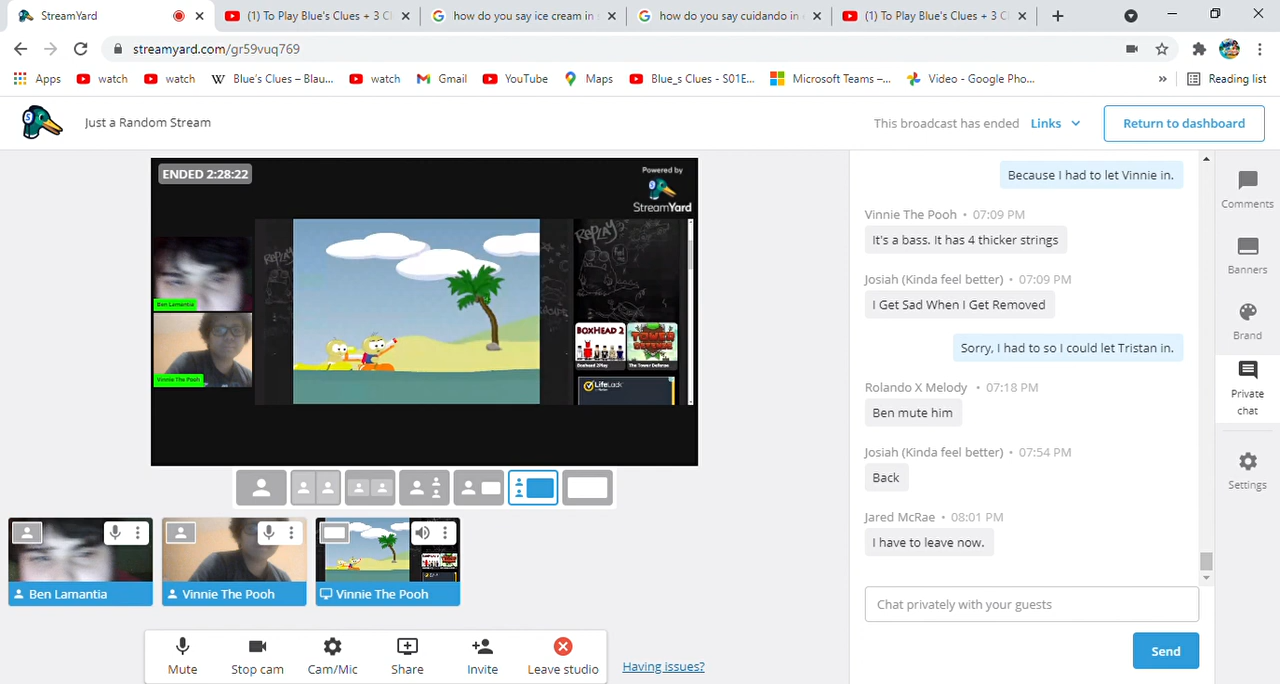 StreamYard
(1) To Play Blue's Clues + 3 C
how do you say ice cream in
how do you say cuidando in
(1) To Play Blue's Clues + 3 C
streamyard.com/gr59vuq769
Apps
watch
watch
Blue's Clues – Blau...
watch
Gmail
YouTube
Maps
Blue_s Clues - S01E...
Microsoft Teams –...
Video - Google Pho...
»
Reading list
Just a Random Stream
This broadcast has ended
Links
Return to dashboard
ENDED 2:28:22
Powered by
StreamYard
REPLAY
BOXHEAD 2
TOWER DEFENSE
Boxhead 2Play
The Tower Defense
LifeLock
Ben Lamantia
Vinnie The Pooh
Ben Lamantia
Vinnie The Pooh
Vinnie The Pooh
Mute
Stop cam
Cam/Mic
Share
Invite
Leave studio
Having issues?
Because I had to let Vinnie in.
Vinnie The Pooh • 07:09 PM
It's a bass. It has 4 thicker strings
Josiah (Kinda feel better) • 07:09 PM
I Get Sad When I Get Removed
Sorry, I had to so I could let Tristan in.
Rolando X Melody • 07:18 PM
Ben mute him
Josiah (Kinda feel better) • 07:54 PM
Back
Jared McRae • 08:01 PM
I have to leave now.
Chat privately with your guests
Send
Comments
Banners
Brand
Private
chat
Settings